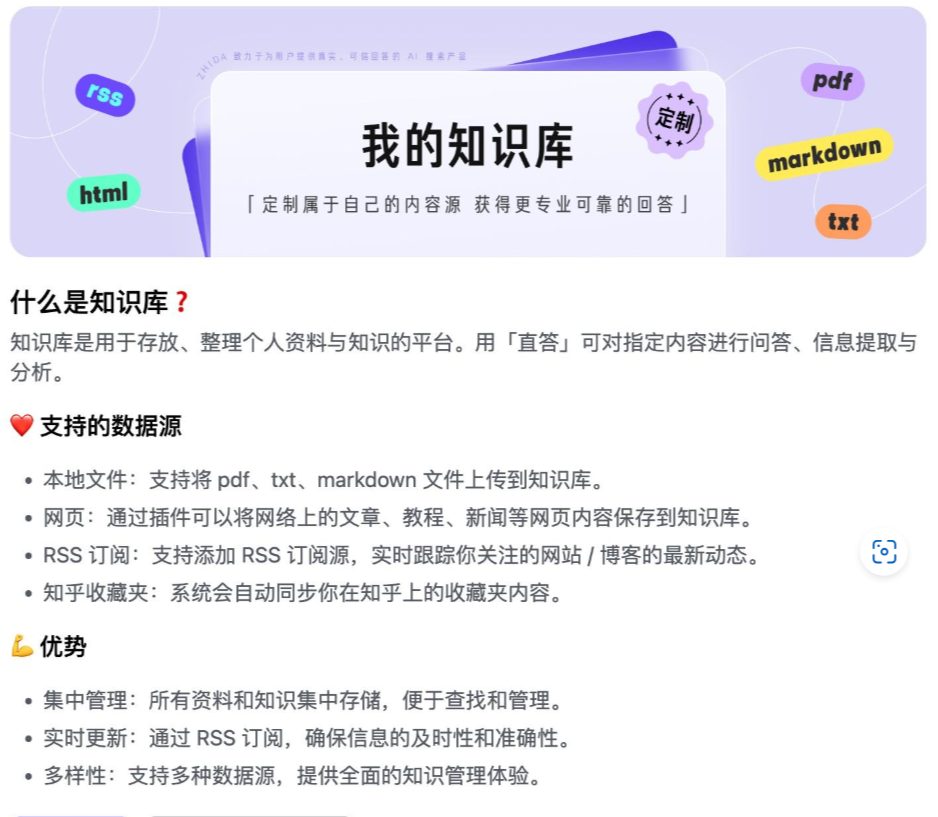 ZHIDA 致力于为用户提供真实、可信回答的 AI 搜索产品
rss
pdf
定制
我的知识库
markdown
html
「定制属于自己的内容源 获得更专业可靠的回答」
txt
什么是知识库❓
知识库是用于存放、整理个人资料与知识的平台。用「直答」可对指定内容进行问答、信息提取与
分析。
❤️ 支持的数据源
• 本地文件：支持将 pdf、txt、markdown 文件上传到知识库。
• 网页：通过插件可以将网络上的文章、教程、新闻等网页内容保存到知识库。
• RSS 订阅：支持添加 RSS 订阅源，实时跟踪你关注的网站 / 博客的最新动态。
• 知乎收藏夹：系统会自动同步你在知乎上的收藏夹内容。
💪 优势
• 集中管理：所有资料和知识集中存储，便于查找和管理。
• 实时更新：通过 RSS 订阅，确保信息的及时性和准确性。
• 多样性：支持多种数据源，提供全面的知识管理体验。